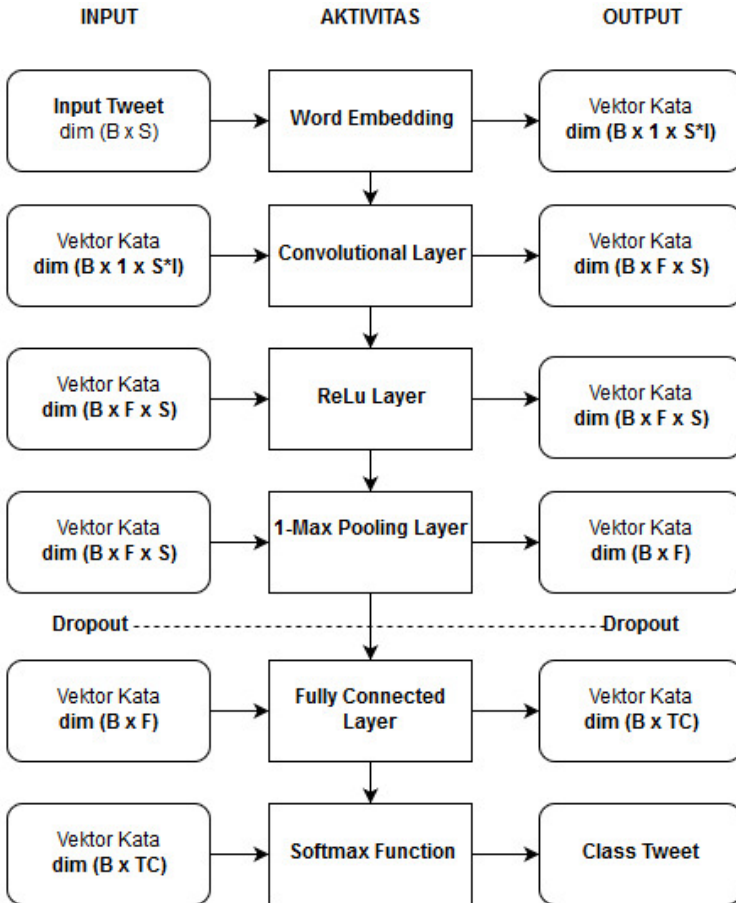 INPUT AKTIVITAS OUTPUT
Input Tweet
dim (B x S)
Word Embedding
Vektor Kata
dim (B x 1 x S*I)
Vektor Kata
dim (B x 1 x S*I)
Convolutional Layer
Vektor Kata
dim (B x F x S)
Vektor Kata
dim (B x F x S)
ReLu Layer
Vektor Kata
dim (B x F x S)
Vektor Kata
dim (B x F x S)
1-Max Pooling Layer
Vektor Kata
dim (B x F)
Dropout Dropout
Vektor Kata
dim (B x F)
Fully Connected
Layer
Vektor Kata
dim (B x TC)
Vektor Kata
dim (B x TC)
Softmax Function
Class Tweet